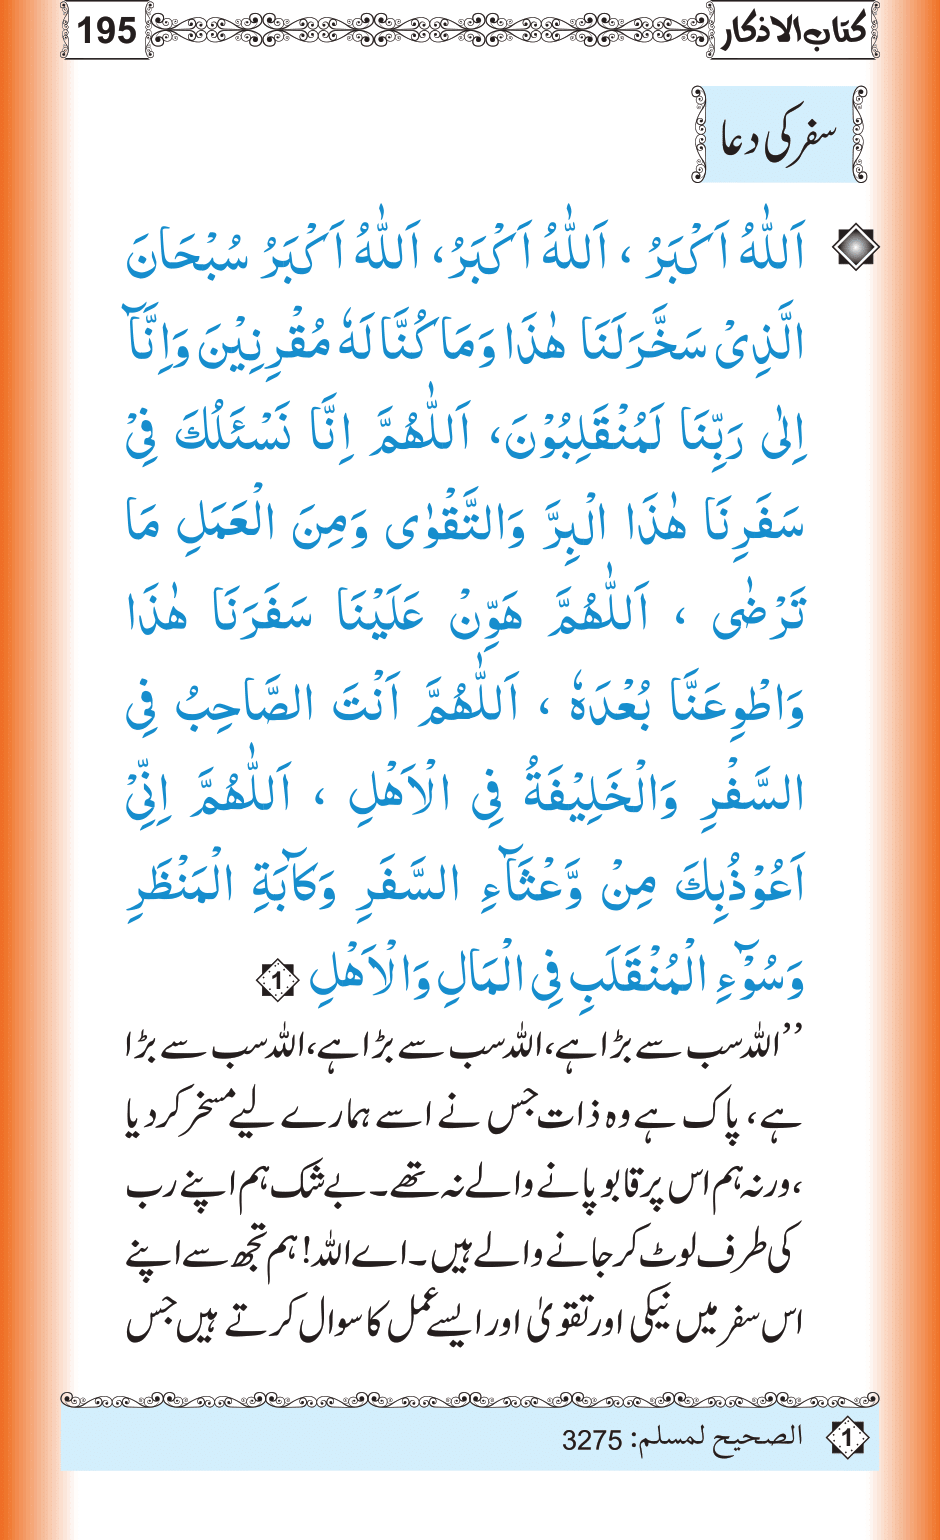 كتاب الاذكار 195
سفر کی دعا
اَللّٰهُ اَكْبَرُ ، اَللّٰهُ اَكْبَرُ، اَللّٰهُ اَكْبَرُ سُبْحَانَ
الَّذِىْ سَخَّرَلَنَا هٰذَا وَمَا كُنَّا لَهٗ مُقْرِنِيْنَ وَاِنَّآ
اِلٰى رَبِّنَا لَمُنْقَلِبُوْنَ، اَللّٰهُمَّ اِنَّا نَسْئَلُكَ فِىْ
سَفَرِنَا هٰذَا الْبِرَّ وَالتَّقْوٰى وَمِنَ الْعَمَلِ مَا
تَرْضٰى ، اَللّٰهُمَّ هَوِّنْ عَلَيْنَا سَفَرَنَا هٰذَا
وَاطْوِعَنَّا بُعْدَهٗ ، اَللّٰهُمَّ اَنْتَ الصَّاحِبُ فِى
السَّفْرِ وَالْخَلِيْفَةُ فِى الْاَهْلِ ، اَللّٰهُمَّ اِنِّىْ
اَعُوْذُبِكَ مِنْ وَّعْثَآءِ السَّفَرِ وَكَآبَةِ الْمَنْظَرِ
وَسُوْٓءِ الْمُنْقَلَبِ فِى الْمَالِ وَالْاَهْلِ 1
’’اللہ سب سے بڑا ہے، اللہ سب سے بڑا ہے، اللہ سب سے بڑا
ہے، پاک ہے وہ ذات جس نے اسے ہمارے لیے مسخر کر دیا
،ورنہ ہم اس پر قابو پانے والے نہ تھے۔ بے شک ہم اپنے رب
کی طرف لوٹ کر جانے والے ہیں۔ اے اللہ! ہم تجھ سے اپنے
اس سفر میں نیکی اور تقویٰ اور ایسے عمل کا سوال کرتے ہیں جس
1 الصحيح لمسلم: 3275